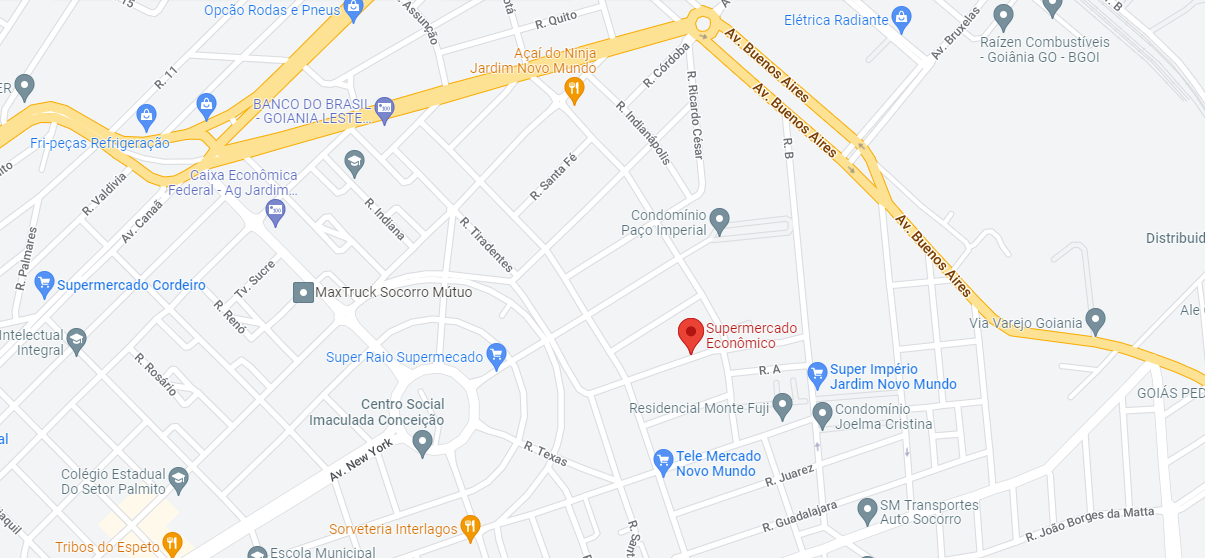 Opcão Rodas e Pneus
Assunção
R. Quito
Elétrica Radiante
Av. Bruxelas
R. B
Raízen Combustíveis
- Goiânia GO - BGOI
Av. Buenos Aires
Açaí do Ninja
Jardim Novo Mundo
R. Córdoba
R. 11
ER
BANCO DO BRASIL
- GOIANIA LESTE...
R. Ricardo César
Av. Buenos Aires
R. Indianápolis
R. B
Fri-peças Refrigeração
Caixa Econômica
Federal - Ag Jardim...
R. Santa Fé
R. Valdivia
Av. Canaã
R. Indiana
Condomínio
Paço Imperial
R. Tiradentes
Av. Buenos Aires
Distribuid
R. Palmares
Tv. Sucre
Supermercado Cordeiro
MaxTruck Socorro Mútuo
R. Renó
Via Varejo Goiania
Ale
Intelectual
Integral
Supermercado
Econômico
Super Raio Supermecado
R. Rosário
R. A
Super Império
Jardim Novo Mundo
GOIÁS PED
Centro Social
Imaculada Conceição
Residencial Monte Fuji
Condomínio
Joelma Cristina
al
Av. New York
R. Texas
Tele Mercado
Novo Mundo
Colégio Estadual
Do Setor Palmito
R. Juarez
SM Transportes
Auto Socorro
R. Guadalajara
R. João Borges da Matta
Sorveteria Interlagos
R. Sant
Tribos do Espeto
Escola Municipal